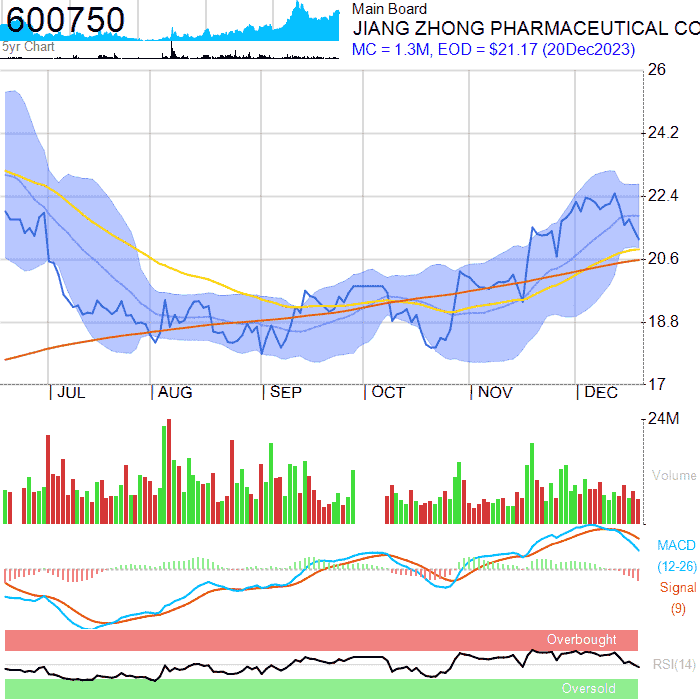 600750
5yr Chart
Main Board
JIANG ZHONG PHARMACEUTICAL CO
MC = 1.3M, EOD = $21.17 (20Dec2023)
26
24.2
22.4
20.6
18.8
17
JUL
AUG
SEP
OCT
NOV
DEC
24M
Volume
MACD
(12-26)
Signal
(9)
Overbought
RSI(14)
Oversold